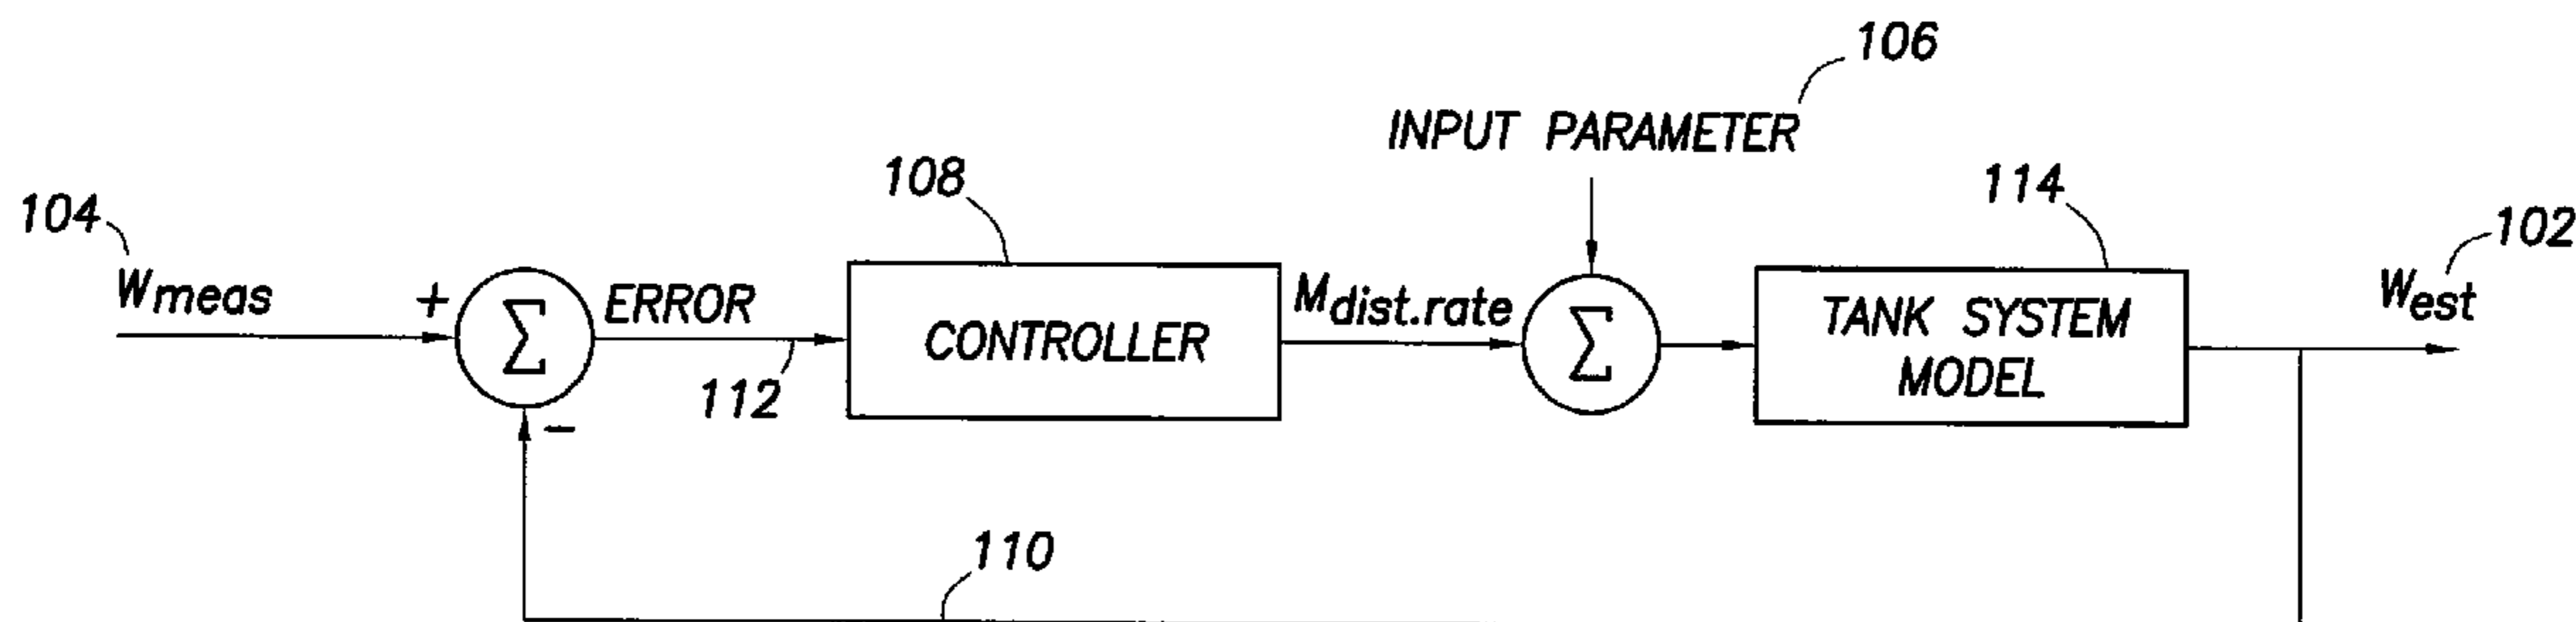 106
INPUT PARAMETER
108
114
104
102
Wmeas
+
Σ
ERROR
CONTROLLER
Mdist.rate
Σ
TANK SYSTEM
MODEL
West
112
-
110